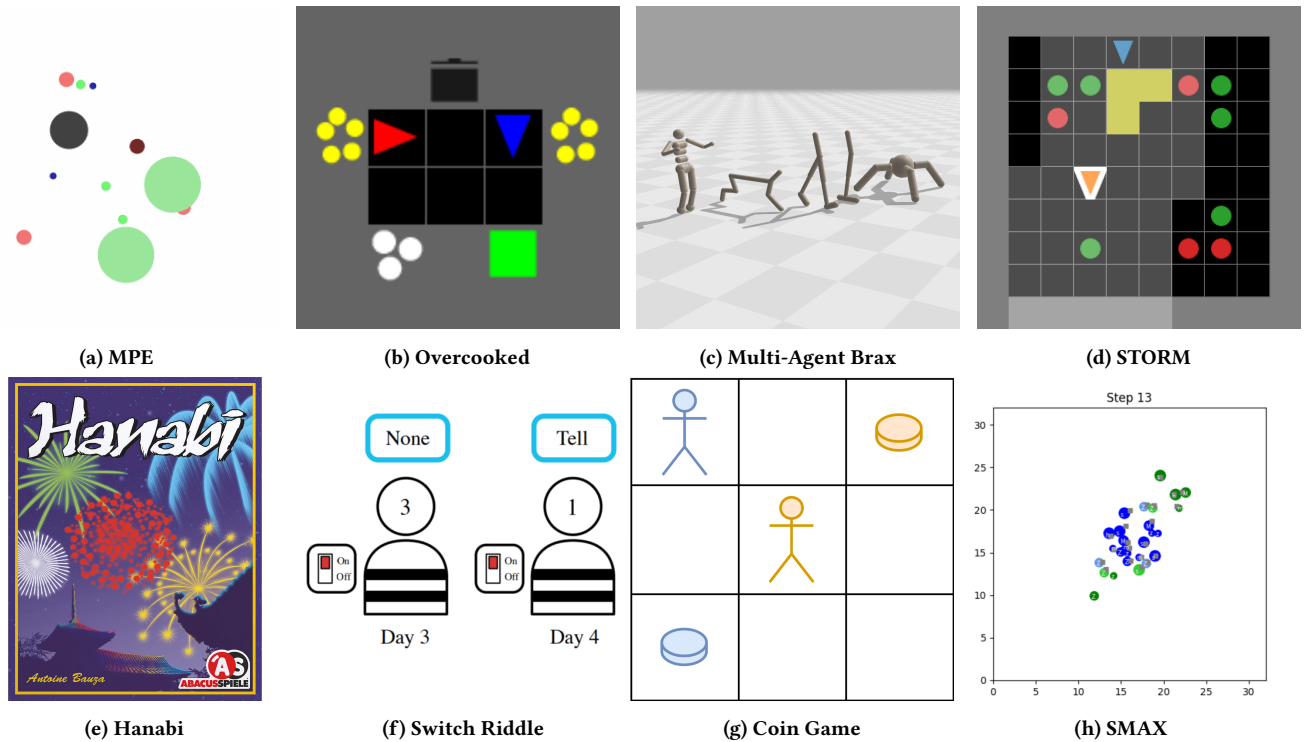 (a) MPE
(b) Overcooked
(c) Multi-Agent Brax
(d) STORM
Hanabi
Antoine Bauza
AS
ABACUSSPIELE
(e) Hanabi
None
Tell
3
1
On
Off
On
Off
Day 3
Day 4
(f) Switch Riddle
(g) Coin Game
Step 13
30
25
20
15
10
5
0
0 5 10 15 20 25 30
(h) SMAX